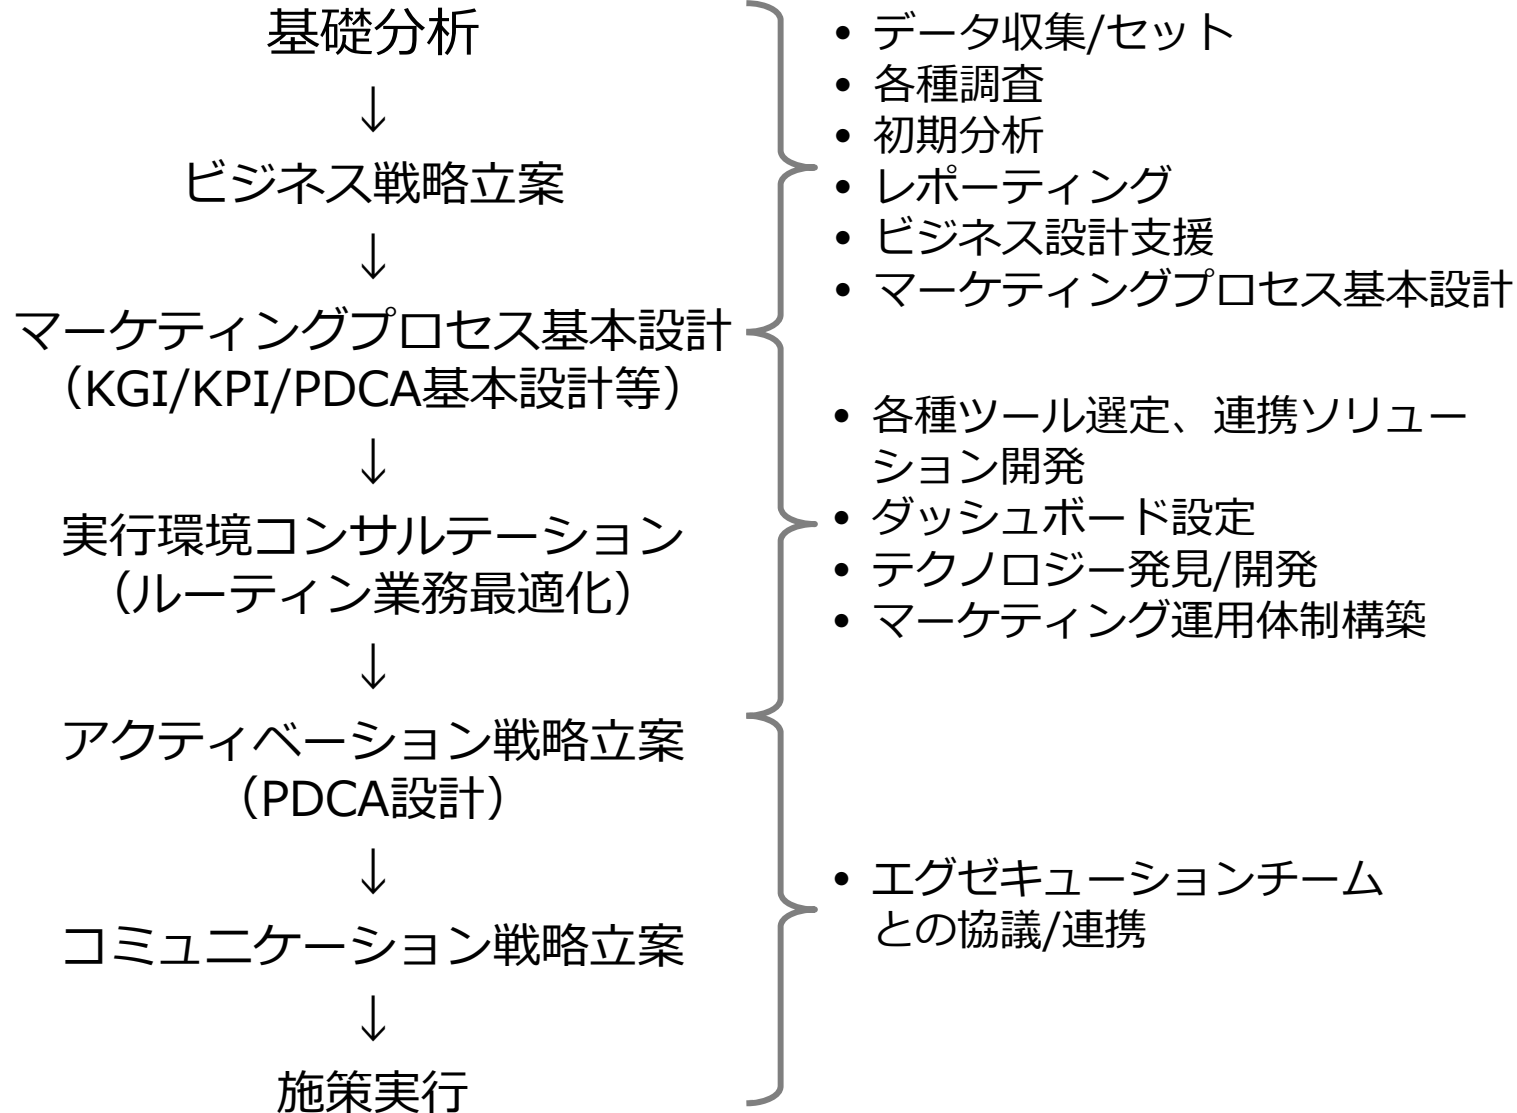 基礎分析
↓
ビジネス戦略立案
↓
マーケティングプロセス基本設計
（KGI/KPI/PDCA基本設計等）
↓
実行環境コンサルテーション
（ルーティン業務最適化）
↓
アクティベーション戦略立案
（PDCA設計）
↓
コミュニケーション戦略立案
↓
施策実行
• データ収集/セット
• 各種調査
• 初期分析
• レポーティング
• ビジネス設計支援
• マーケティングプロセス基本設計
• 各種ツール選定、連携ソリュー
ション開発
• ダッシュボード設定
• テクノロジー発見/開発
• マーケティング運用体制構築
• エグゼキューションチーム
との協議/連携